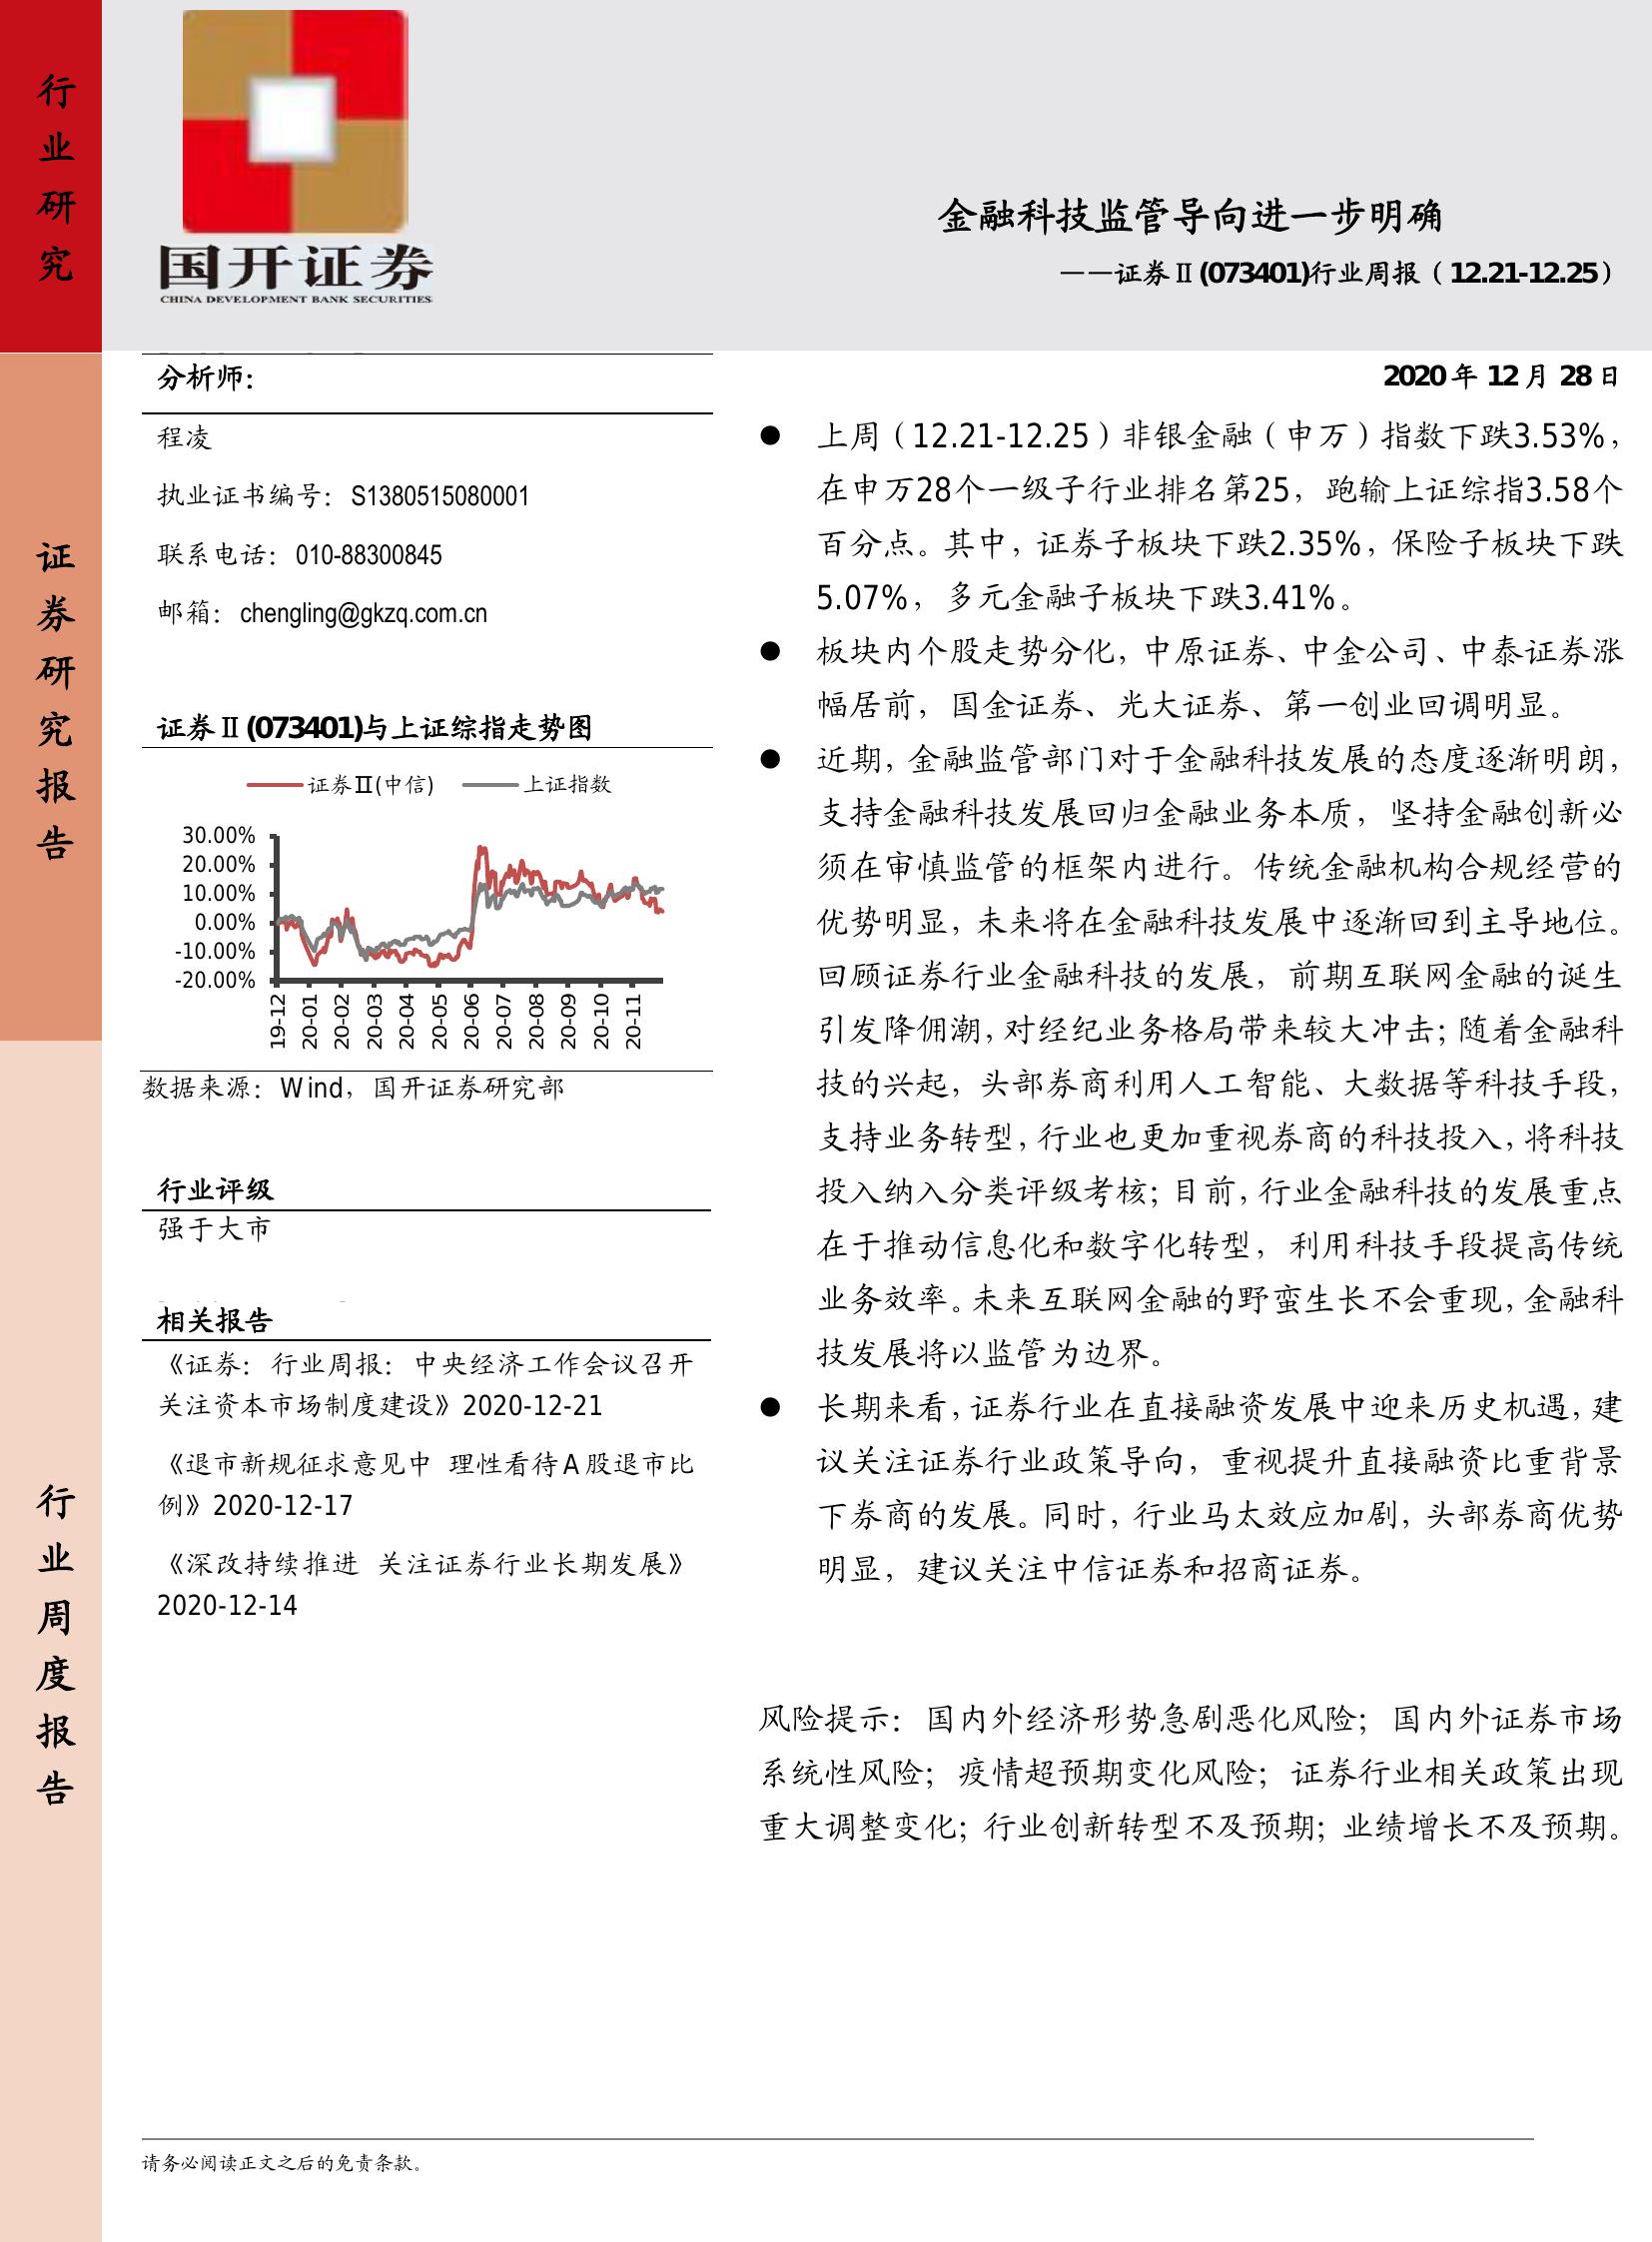 行业研究
证券研究报告
行业周度报告
国开证券
CHINA DEVELOPMENT BANK SECURITIES
金融科技监管导向进一步明确
——证券Ⅱ(073401)行业周报（12.21-12.25）
分析师：
程凌
执业证书编号：S1380515080001
联系电话：010-88300845
邮箱：chengling@gkzq.com.cn
证券Ⅱ(073401)与上证综指走势图
证券Ⅱ(中信) 上证指数
30.00%
20.00%
10.00%
0.00%
-10.00%
-20.00%
19-12 20-01 20-02 20-03 20-04 20-05 20-06 20-07 20-08 20-09 20-10 20-11
数据来源：Wind，国开证券研究部
行业评级
强于大市
相关报告
《证券：行业周报：中央经济工作会议召开
关注资本市场制度建设》2020-12-21
《退市新规征求意见中 理性看待A股退市比
例》2020-12-17
《深改持续推进 关注证券行业长期发展》
2020-12-14
2020年12月28日
● 上周（12.21-12.25）非银金融（申万）指数下跌3.53%，
在申万28个一级子行业排名第25，跑输上证综指3.58个
百分点。其中，证券子板块下跌2.35%，保险子板块下跌
5.07%，多元金融子板块下跌3.41%。
● 板块内个股走势分化，中原证券、中金公司、中泰证券涨
幅居前，国金证券、光大证券、第一创业回调明显。
● 近期，金融监管部门对于金融科技发展的态度逐渐明朗，
支持金融科技发展回归金融业务本质，坚持金融创新必
须在审慎监管的框架内进行。传统金融机构合规经营的
优势明显，未来将在金融科技发展中逐渐回到主导地位。
回顾证券行业金融科技的发展，前期互联网金融的诞生
引发降佣潮，对经纪业务格局带来较大冲击；随着金融科
技的兴起，头部券商利用人工智能、大数据等科技手段，
支持业务转型，行业也更加重视券商的科技投入，将科技
投入纳入分类评级考核；目前，行业金融科技的发展重点
在于推动信息化和数字化转型，利用科技手段提高传统
业务效率。未来互联网金融的野蛮生长不会重现，金融科
技发展将以监管为边界。
● 长期来看，证券行业在直接融资发展中迎来历史机遇，建
议关注证券行业政策导向，重视提升直接融资比重背景
下券商的发展。同时，行业马太效应加剧，头部券商优势
明显，建议关注中信证券和招商证券。
风险提示：国内外经济形势急剧恶化风险；国内外证券市场
系统性风险；疫情超预期变化风险；证券行业相关政策出现
重大调整变化；行业创新转型不及预期；业绩增长不及预期。
请务必阅读正文之后的免责条款。